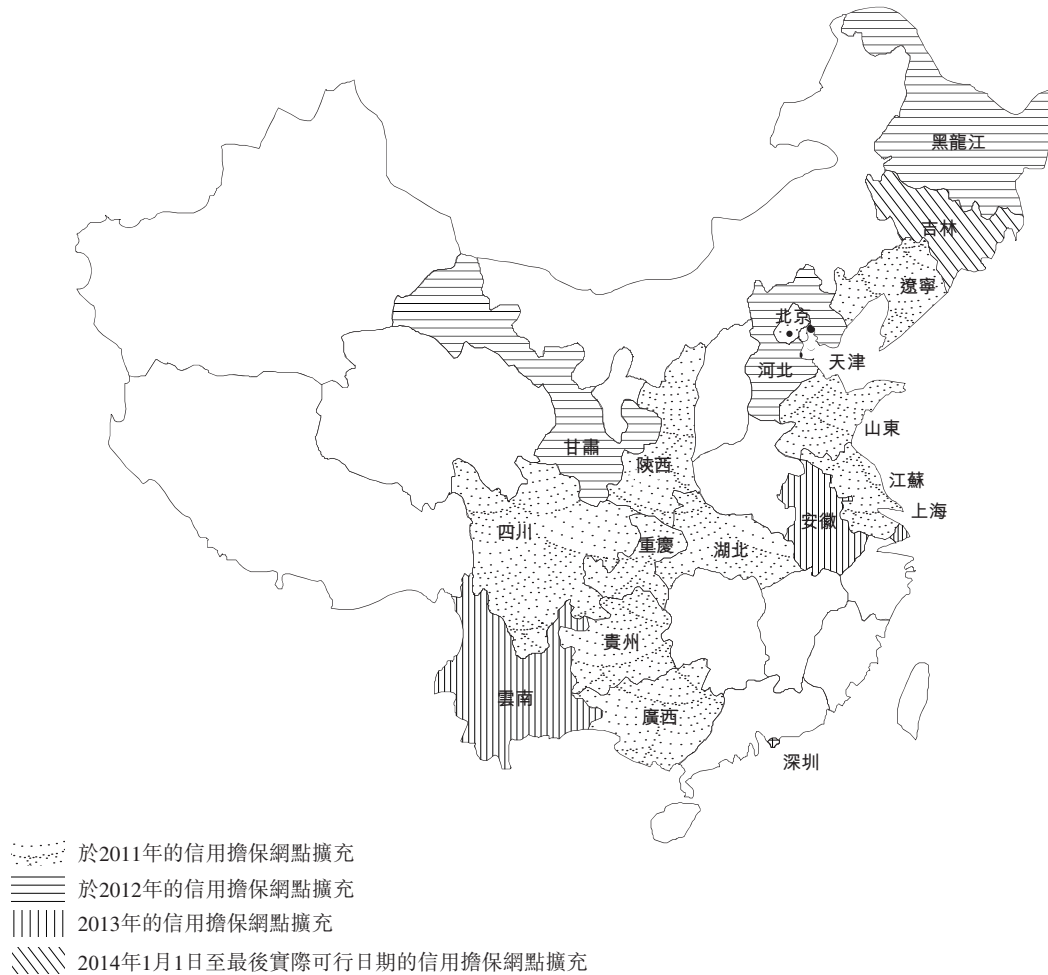 黑龍江
吉林
遼寧
北京
天津
河北
山東
甘肅
陝西
江蘇
上海
四川
重慶
湖北
安徽
貴州
雲南
廣西
深圳
於2011年的信用擔保網點擴充
於2012年的信用擔保網點擴充
2013年的信用擔保網點擴充
2014年1月1日至最後實際可行日期的信用擔保網點擴充